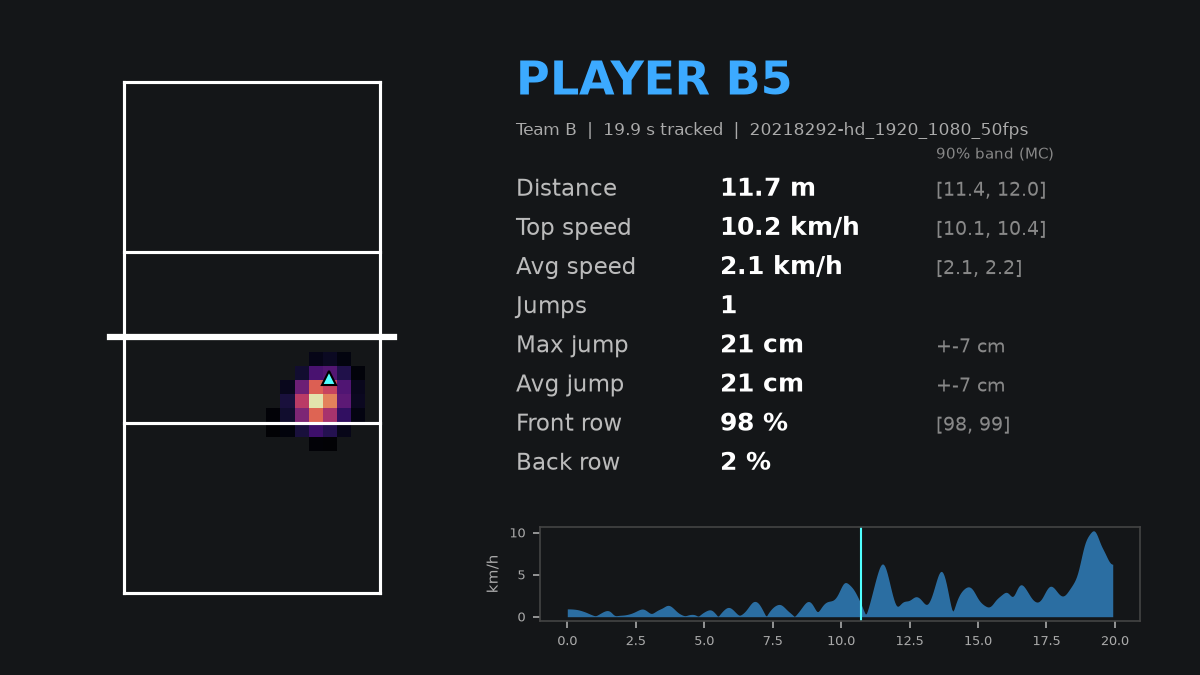 PLAYER B5
Team B | 19.9 s tracked | 20218292-hd_1920_1080_50fps
90% band (MC)
Distance 11.7 m [11.4, 12.0]
Top speed 10.2 km/h [10.1, 10.4]
Avg speed 2.1 km/h [2.1, 2.2]
Jumps 1
Max jump 21 cm +-7 cm
Avg jump 21 cm +-7 cm
Front row 98 % [98, 99]
Back row 2 %
10
5
0
km/h
0.0 2.5 5.0 7.5 10.0 12.5 15.0 17.5 20.0